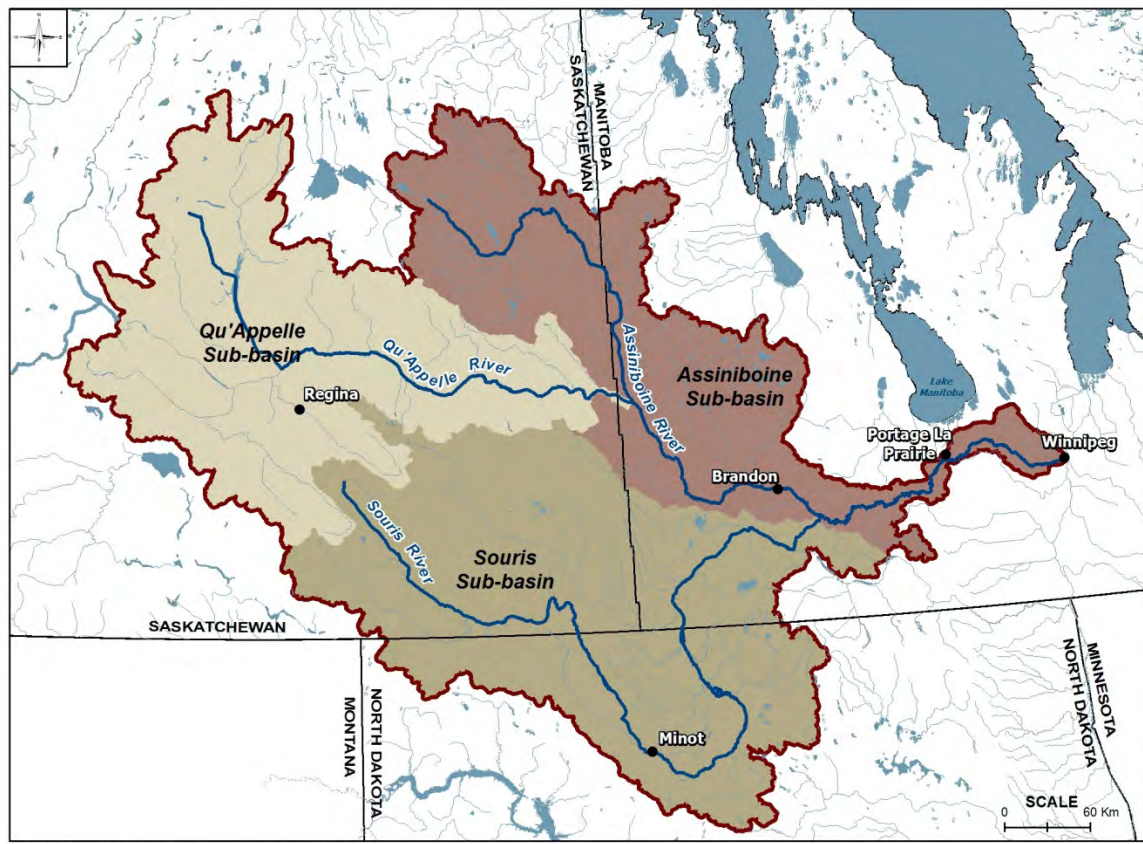 N
W
E
S
SASKATCHEWAN
MANITOBA
Qu'Appelle
Sub-basin
Qu'Appelle River
Assiniboine River
Assiniboine
Sub-basin
Lake
Manitoba
Regina
Portage La
Prairie
Winnipeg
Brandon
Souris River
Souris
Sub-basin
SASKATCHEWAN
MONTANA
NORTH DAKOTA
MINNESOTA
NORTH DAKOTA
Minot
SCALE
0
60 Km